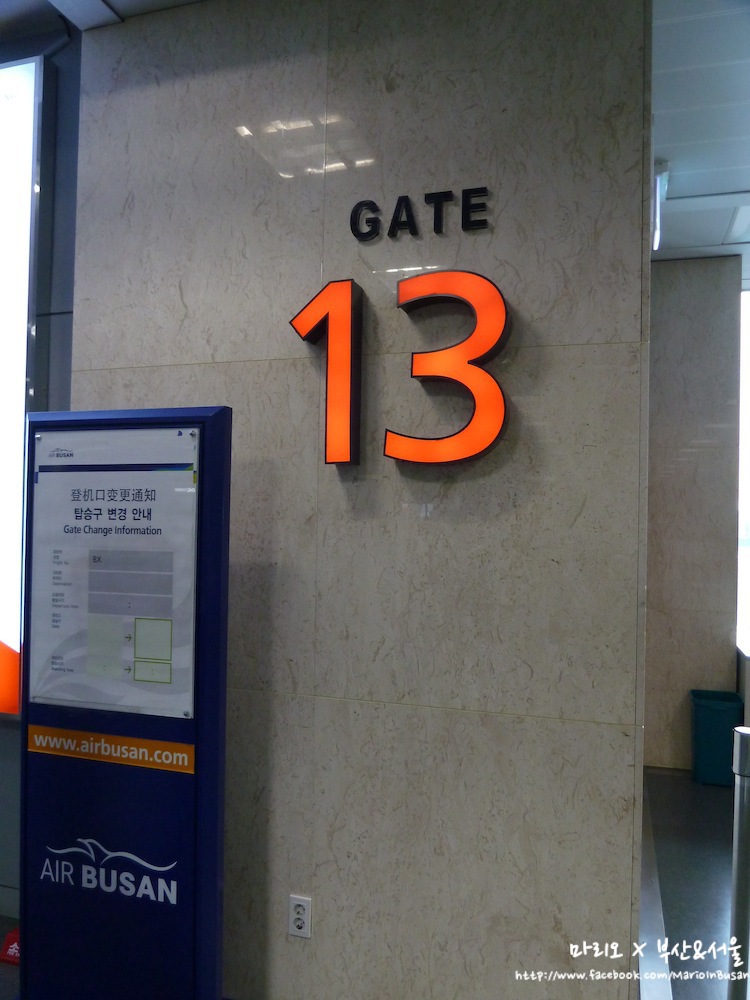 GATE
13
AIR BUSAN
登机口变更通知
탑승구 변경 안내
Gate Change Information
BX
www.airbusan.com
AIR BUSAN
마리오 X 부산&서울
http://www.facebook.com/MarioInBusan